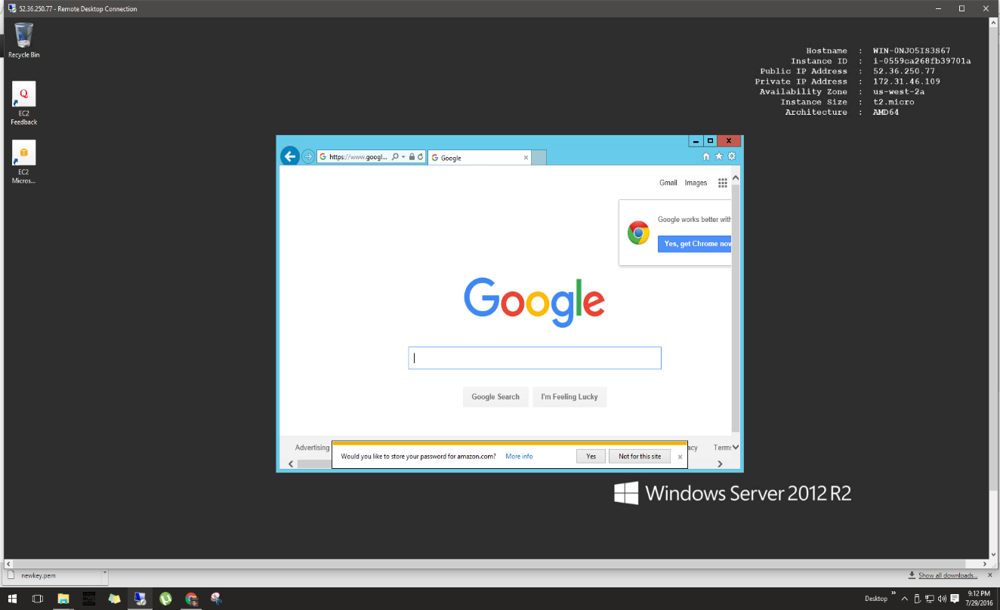 52.36.250.77 - Remote Desktop Connection
Recycle Bin
Hostname : WIN-0NJO5IS3S67
Instance ID : i-0559ca268fb39701a
Public IP Address : 52.36.250.77
Private IP Address : 172.31.46.109
Availability Zone : us-west-2a
Instance Size : t2.micro
Architecture : AMD64
Q
EC2
Feedback
EC2
Micros...
X
https://www.googl...
Google
Gmail Images
Google works better with
Yes, get Chrome now
Google
Google Search I'm Feeling Lucky
Advertising acy Terms
Would you like to store your password for amazon.com? More info Yes Not for this site
Windows Server 2012 R2
newkey.pem
Show all downloads...
Desktop
9:12 PM
7/29/2016